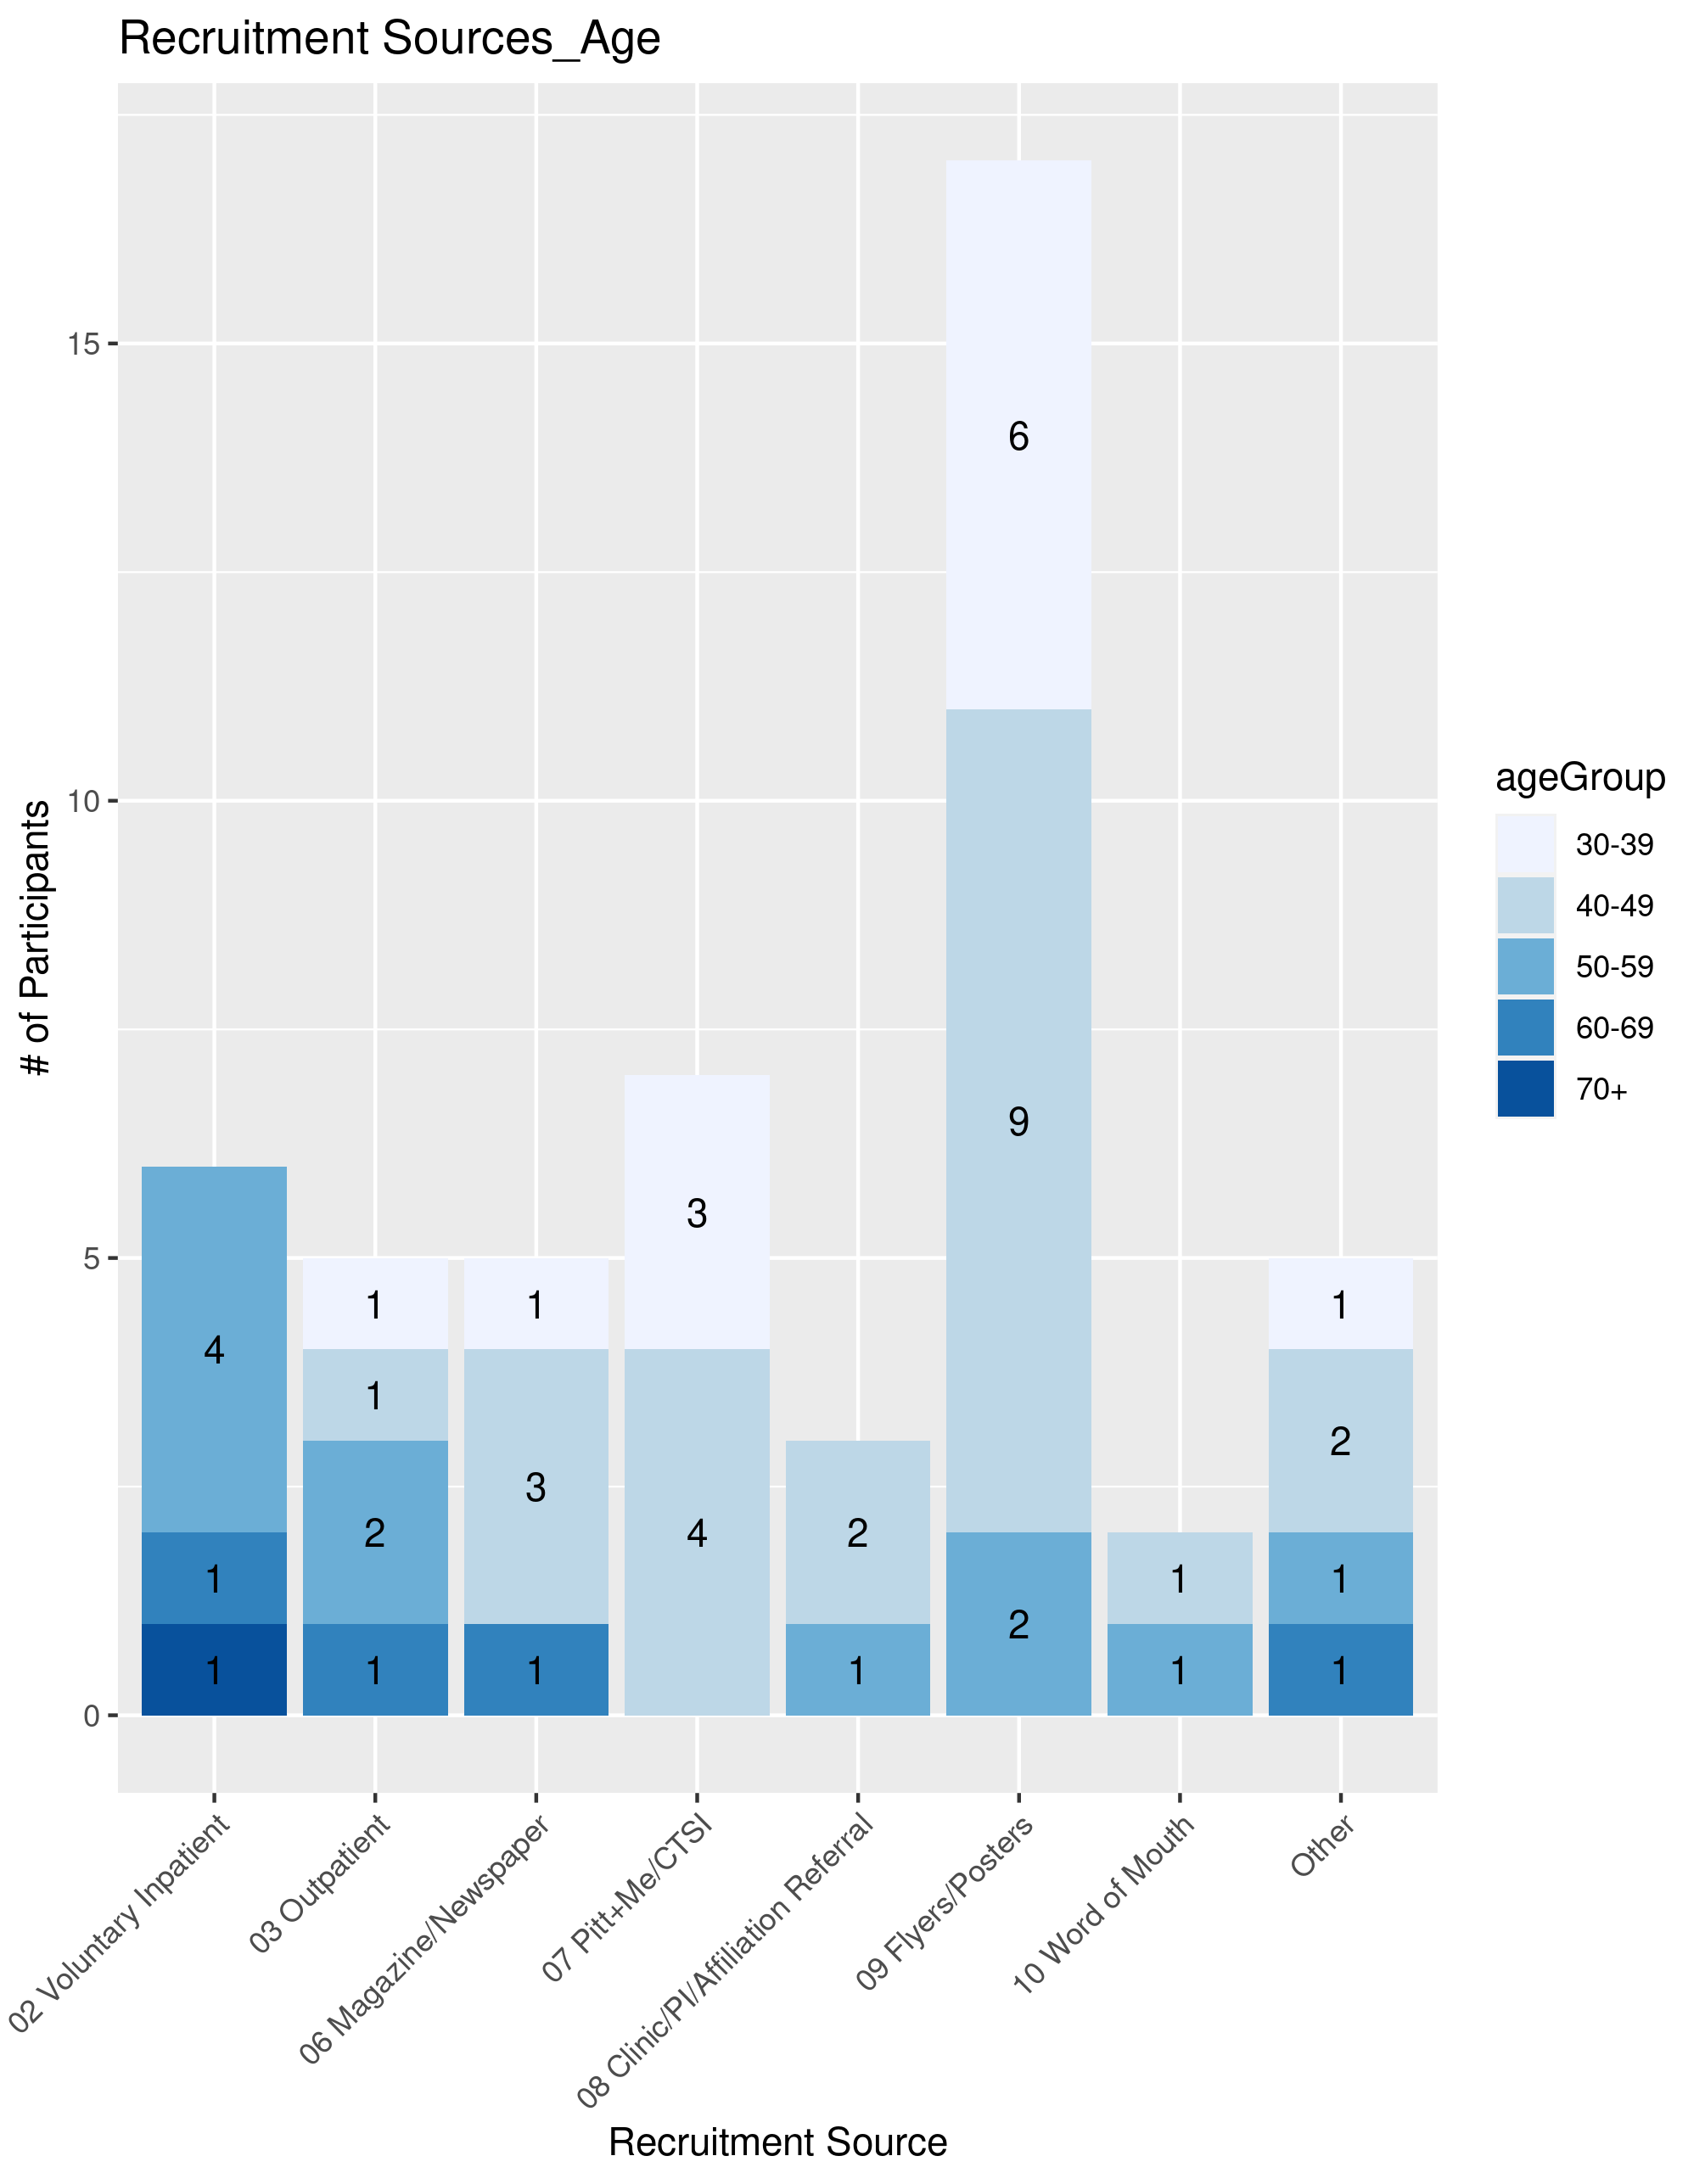 Recruitment Sources_Age
# of Participants
15
10
5
0
6
9
2
4
1
1
1
1
2
1
1
3
1
3
4
2
1
1
1
1
2
1
1
02 Voluntary Inpatient
03 Outpatient
06 Magazine/Newspaper
07 Pitt+Me/CTSI
08 Clinic/PI/Affiliation Referral
09 Flyers/Posters
10 Word of Mouth
Other
Recruitment Source
ageGroup
30-39
40-49
50-59
60-69
70+